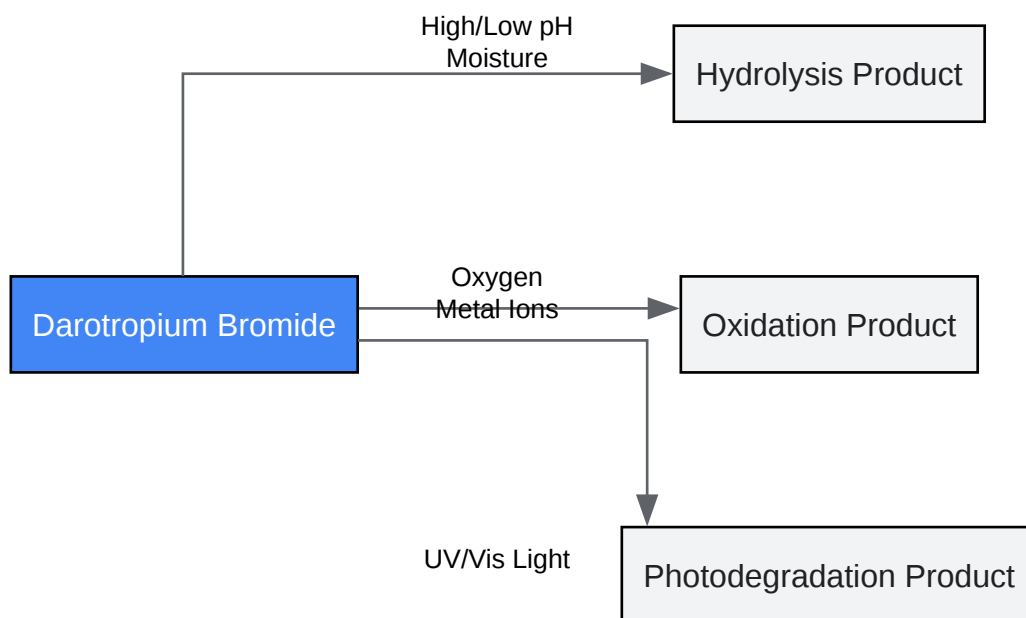 High/Low pH
Moisture
Hydrolysis Product
Darotropium Bromide
Oxygen
Metal Ions
Oxidation Product
UV/Vis Light
Photodegradation Product